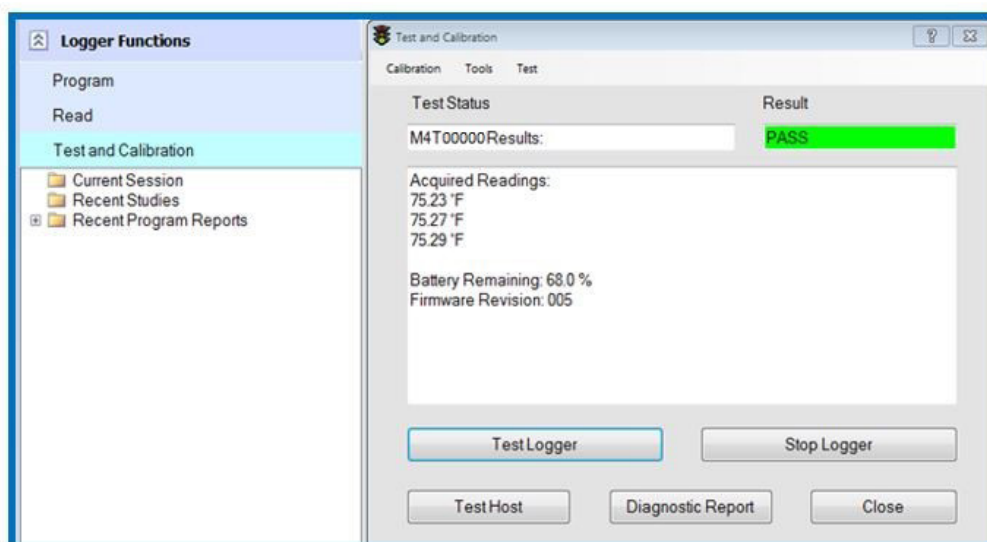 Logger Functions
Program
Read
Test and Calibration
Current Session
Recent Studies
Recent Program Reports
Test and Calibration
Calibration Tools Test
Test Status Result
M4T00000Results: PASS
Acquired Readings:
75.23 °F
75.27 °F
75.29 °F
Battery Remaining: 68.0 %
Firmware Revision: 005
Test Logger Stop Logger
Test Host Diagnostic Report Close